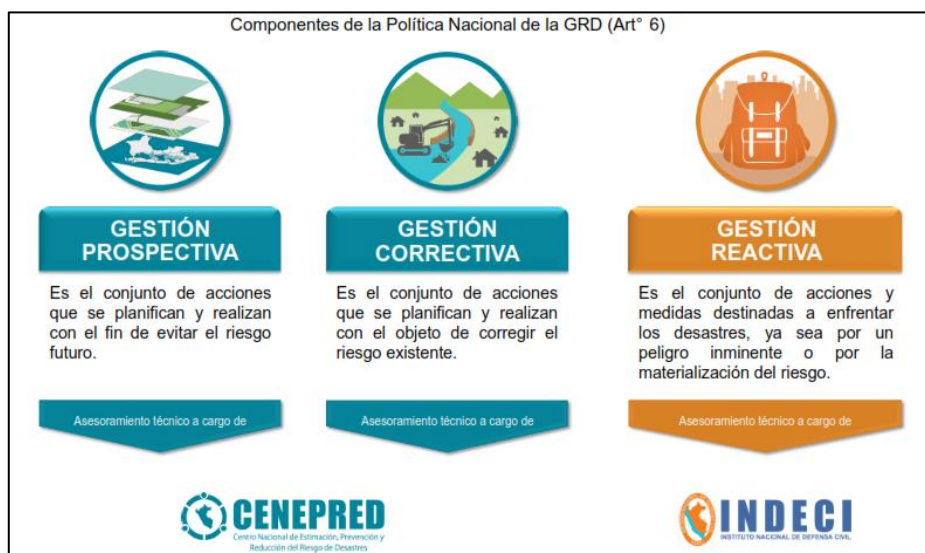 Componentes de la Política Nacional de la GRD (Art° 6)
GESTIÓN
PROSPECTIVA
Es el conjunto de acciones
que se planifican y realizan
con el fin de evitar el riesgo
futuro.
Asesoramiento técnico a cargo de
GESTIÓN
CORRECTIVA
Es el conjunto de acciones
que se planifican y realizan
con el objeto de corregir el
riesgo existente.
Asesoramiento técnico a cargo de
CENEPRED
Centro Nacional de Estimación, Prevención y
Reducción del Riesgo de Desastres
GESTIÓN
REACTIVA
Es el conjunto de acciones y
medidas destinadas a enfrentar
los desastres, ya sea por un
peligro inminente o por la
materialización del riesgo.
Asesoramiento técnico a cargo de
INDECI
INSTITUTO NACIONAL DE DEFENSA CIVIL